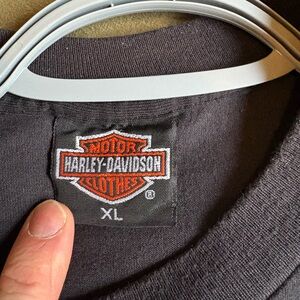 MOTOR
HARLEY-DAVIDSON
CLOTHES
®
XL